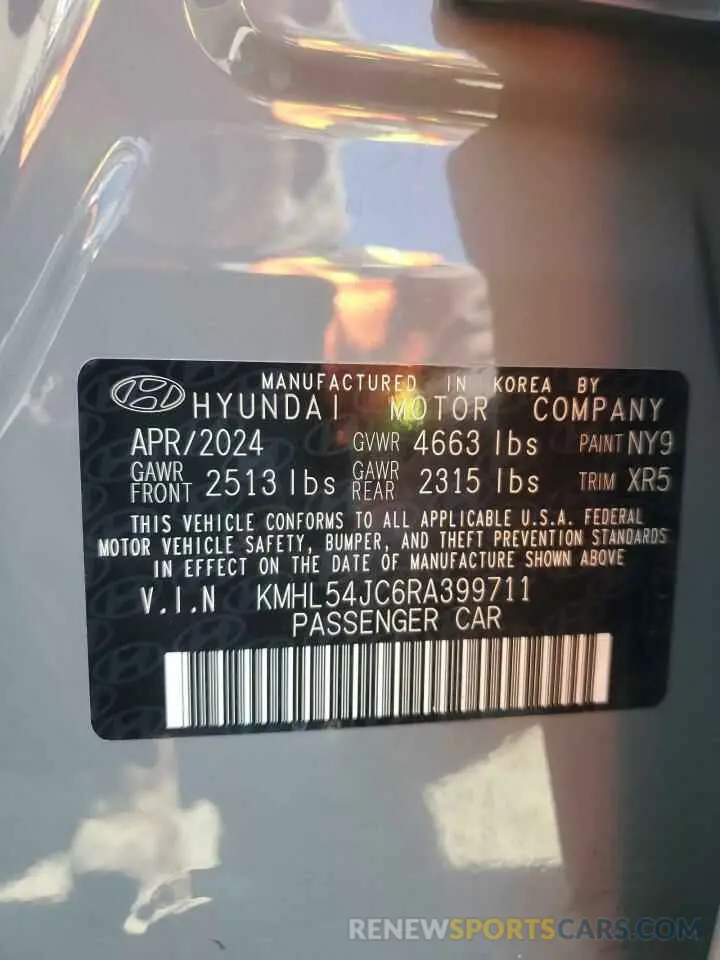 MANUFACTURED IN KOREA BY
HYUNDAI MOTOR COMPANY
APR/2024 GVWR 4663 lbs PAINT NY9
GAWR FRONT 2513 lbs GAWR REAR 2315 lbs TRIM XR5
THIS VEHICLE CONFORMS TO ALL APPLICABLE U.S.A. FEDERAL
MOTOR VEHICLE SAFETY, BUMPER, AND THEFT PREVENTION STANDARDS
IN EFFECT ON THE DATE OF MANUFACTURE SHOWN ABOVE
V.I.N KMHL54JC6RA399711
PASSENGER CAR
RENEWSPORTSCARS.COM